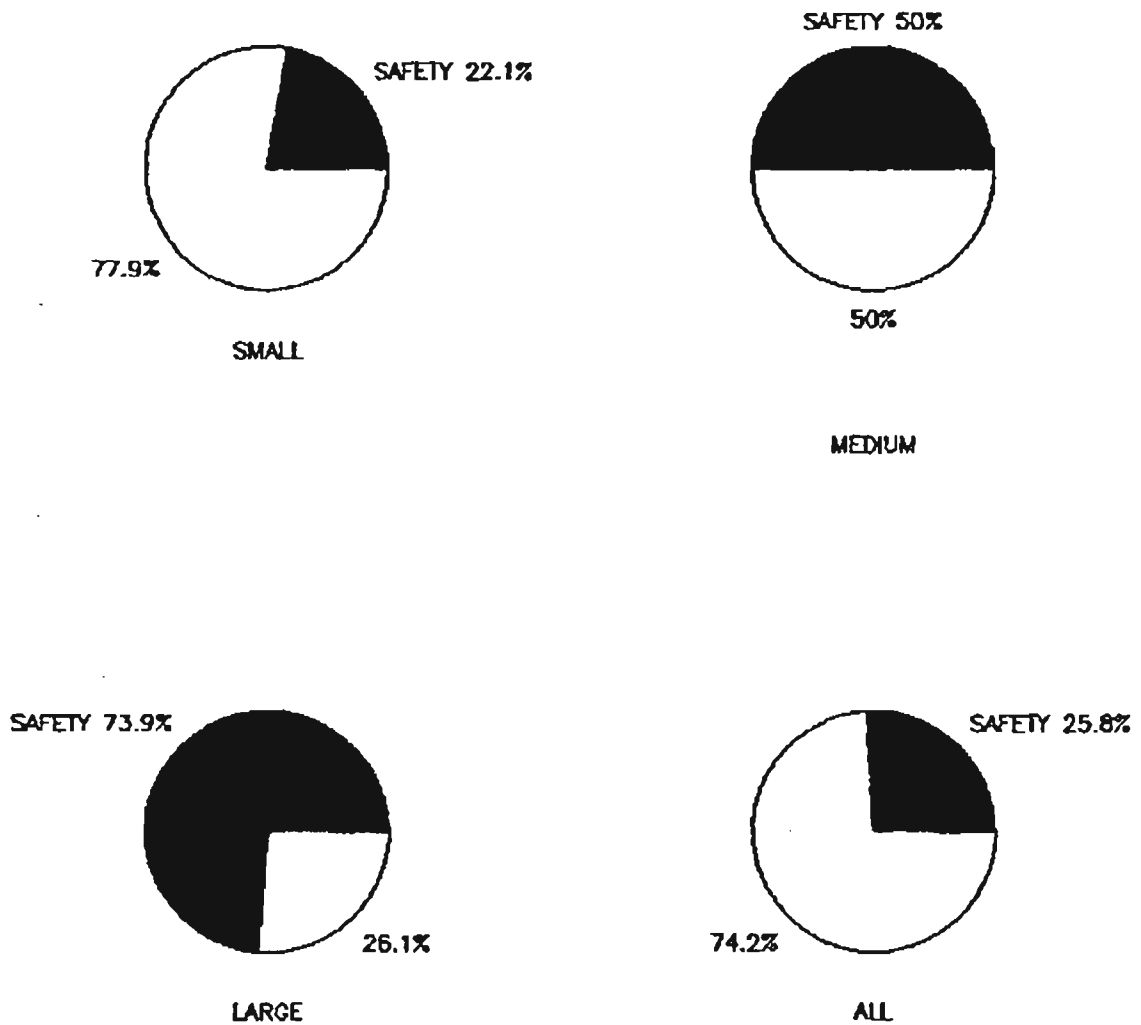 SAFETY 50%
SAFETY 22.1%
77.9%
50%
SMALL
MEDIUM
SAFETY 73.9%
SAFETY 25.8%
26.1%
74.2%
LARGE
ALL